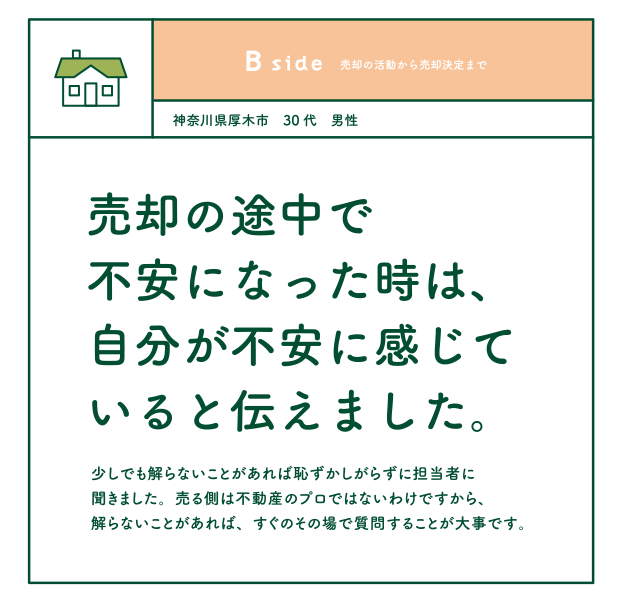 B side 売却の活動から売却決定まで
神奈川県厚木市 30代 男性
売却の途中で
不安になった時は、
自分が不安に感じて
いると伝えました。
少しでも解らないことがあれば恥ずかしがらずに担当者に
聞きました。売る側は不動産のプロではないわけですから、
解らないことがあれば、すぐのその場で質問することが大事です。